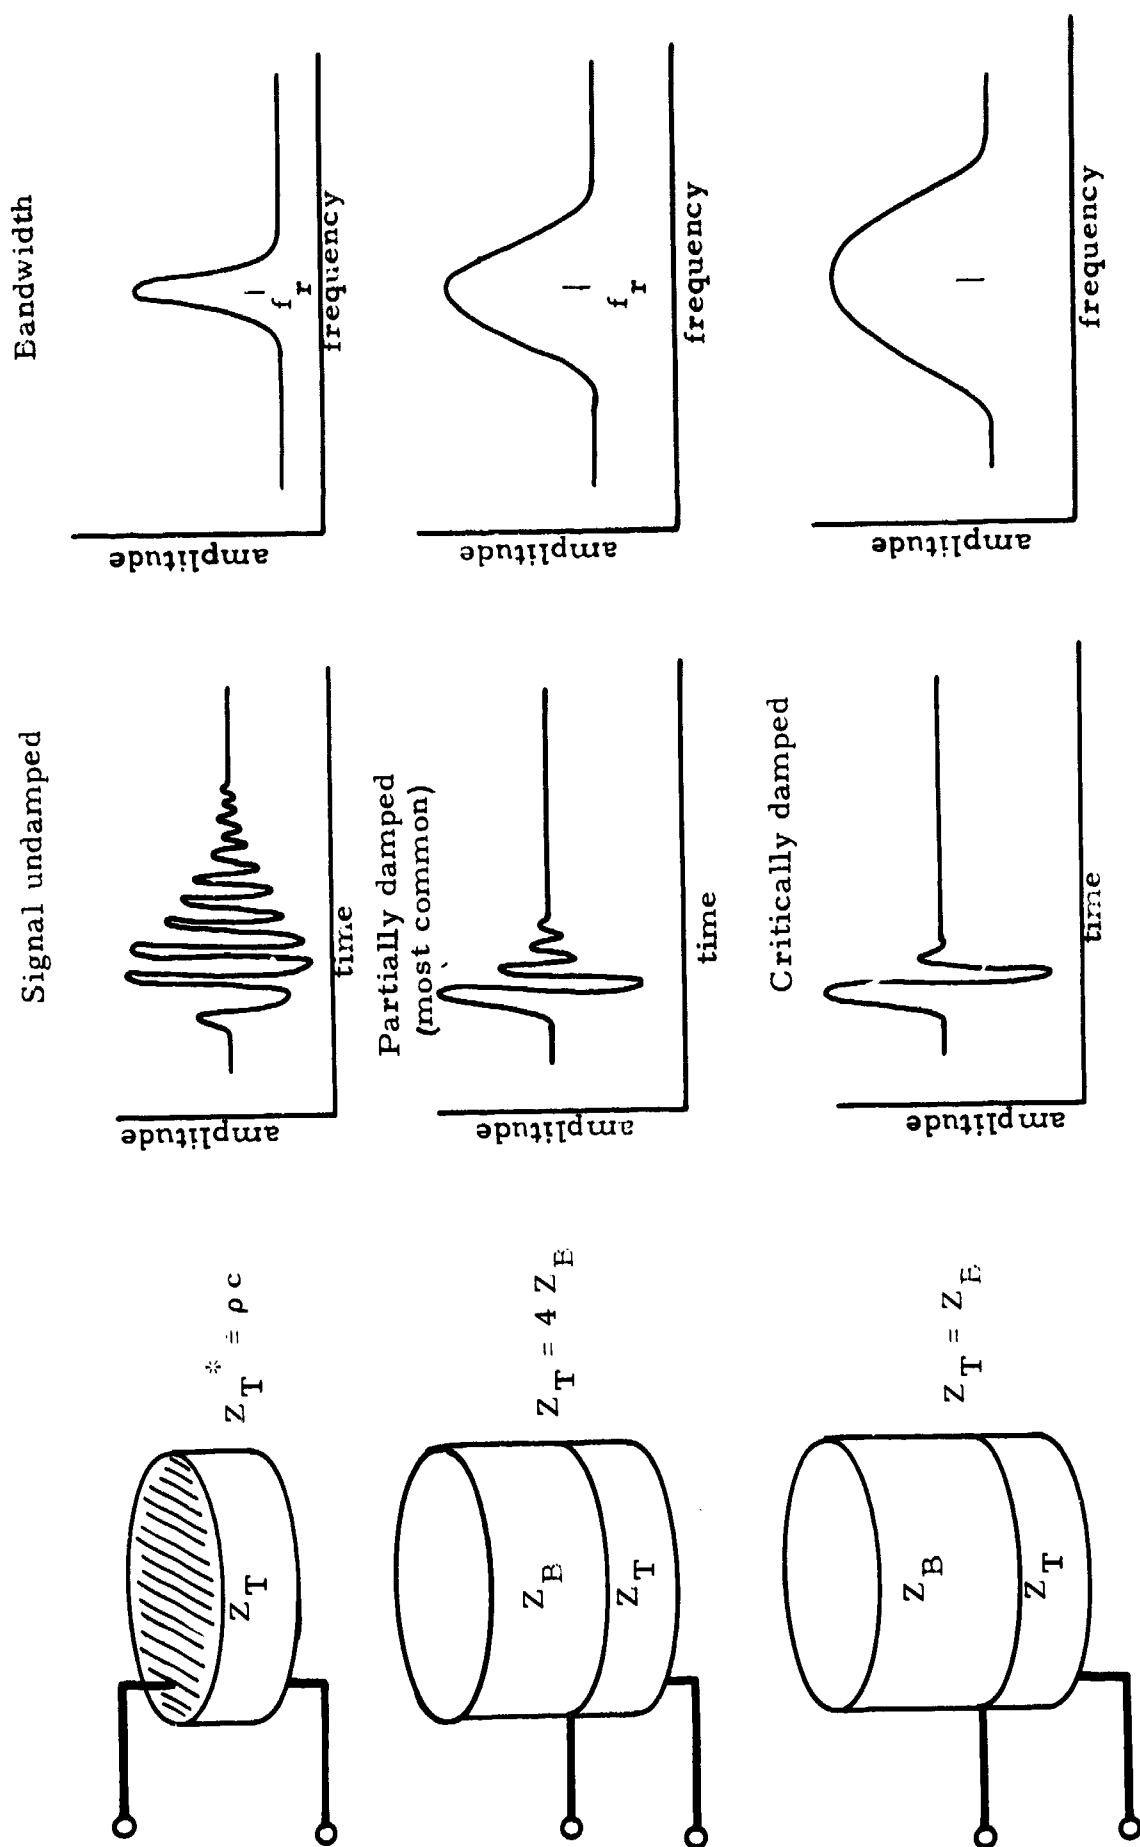 Signal undamped
Bandwidth
Z_T
Z_T* = ρc
amplitude
time
amplitude
f_r
frequency
Partially damped
(most common)
Z_B
Z_T
Z_T = 4 Z_B
amplitude
time
amplitude
f_r
frequency
Critically damped
Z_B
Z_T
Z_T = Z_B
amplitude
time
amplitude
frequency